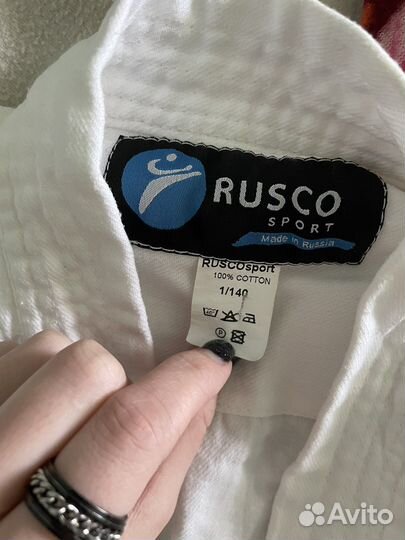 RUSCO
SPORT
Made in Russia
RUSCOsport
100% COTTON
1/140
P
Avito